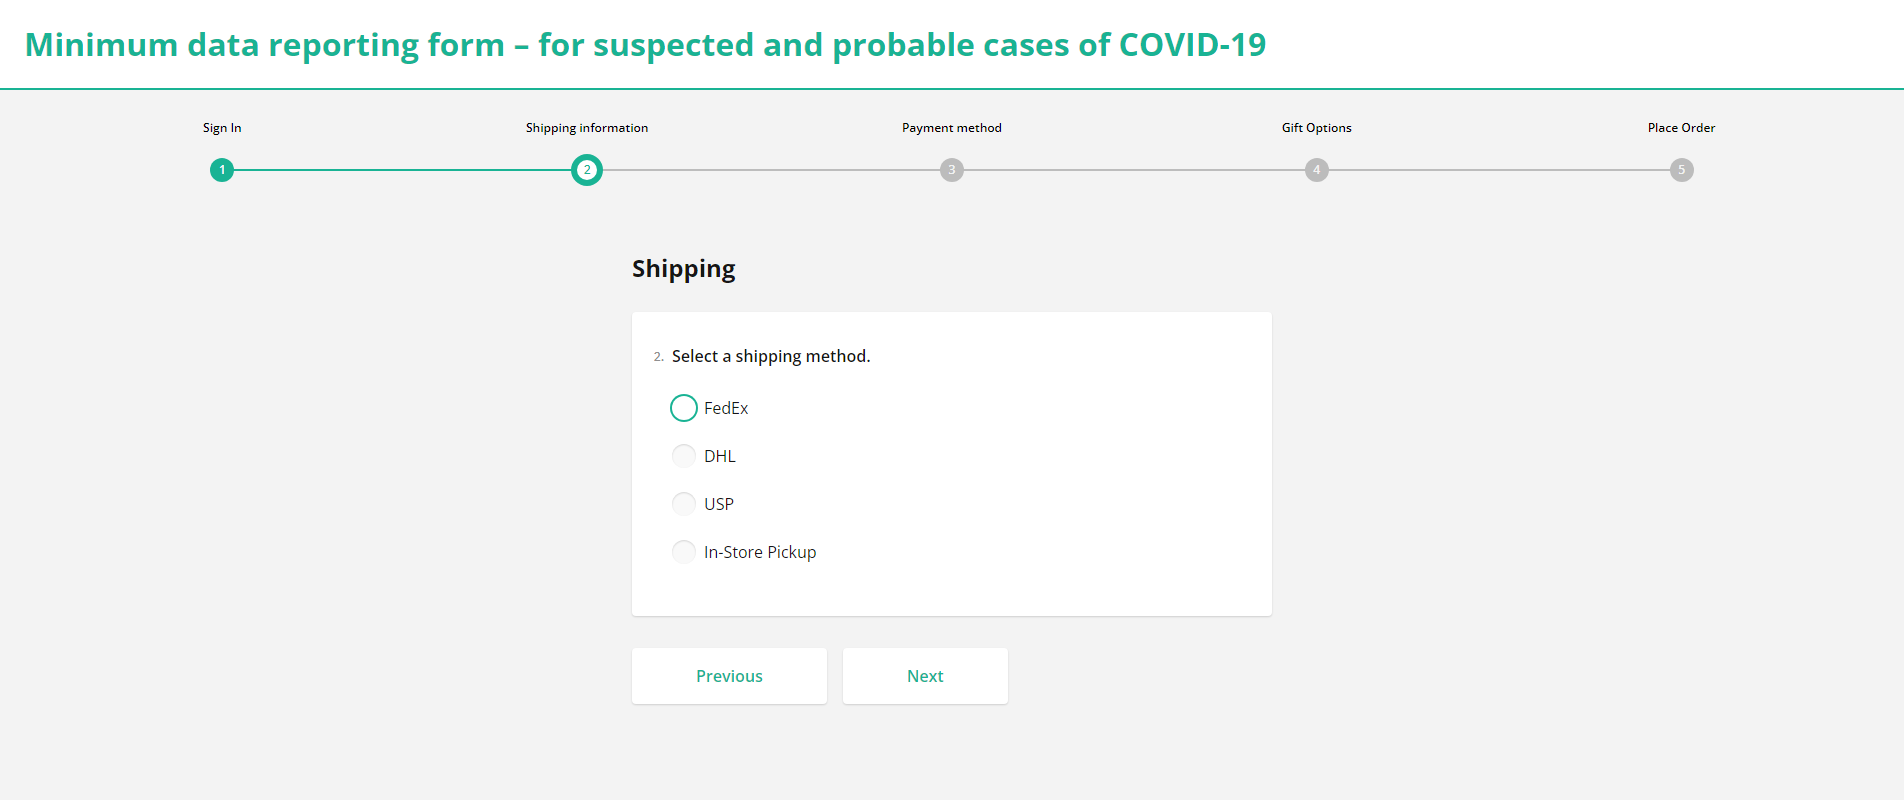 Minimum data reporting form – for suspected and probable cases of COVID-19
Sign In
Shipping information
Payment method
Gift Options
Place Order
1
2
3
4
5
Shipping
2. Select a shipping method.
FedEx
DHL
USP
In-Store Pickup
Previous
Next